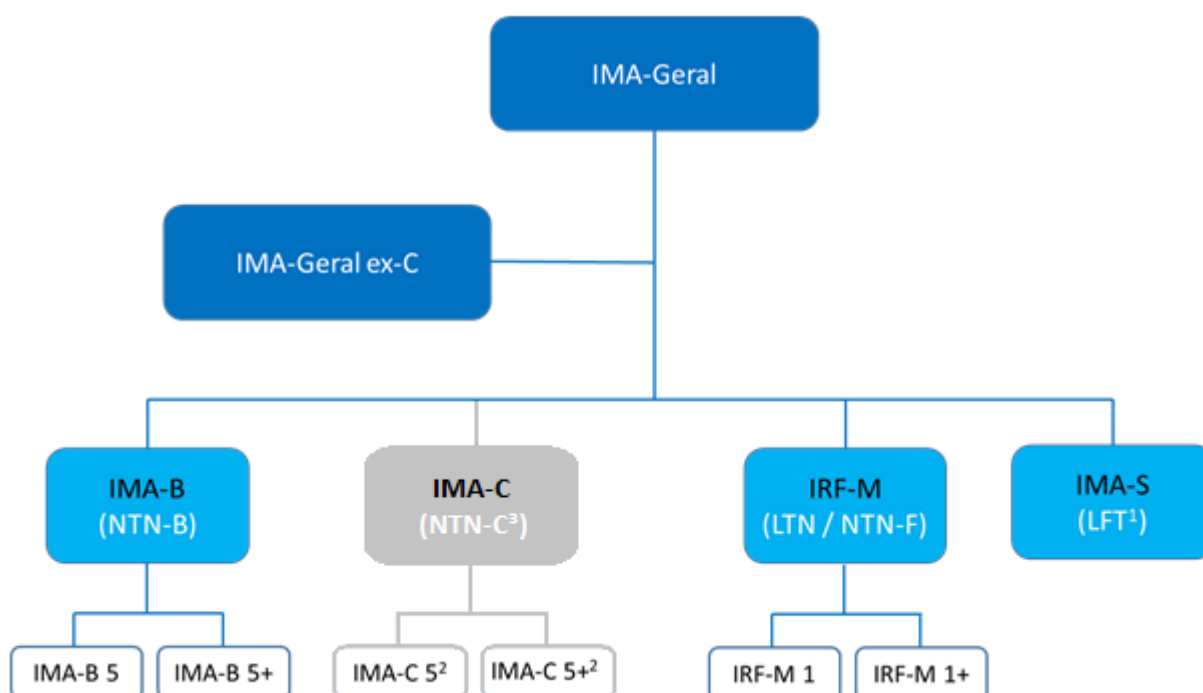 IMA-Geral
IMA-Geral ex-C
IMA-B
(NTN-B)
IMA-C
(NTN-C³)
IRF-M
(LTN / NTN-F)
IMA-S
(LFT¹)
IMA-B 5
IMA-B 5+
IMA-C 5²
IMA-C 5+²
IRF-M 1
IRF-M 1+